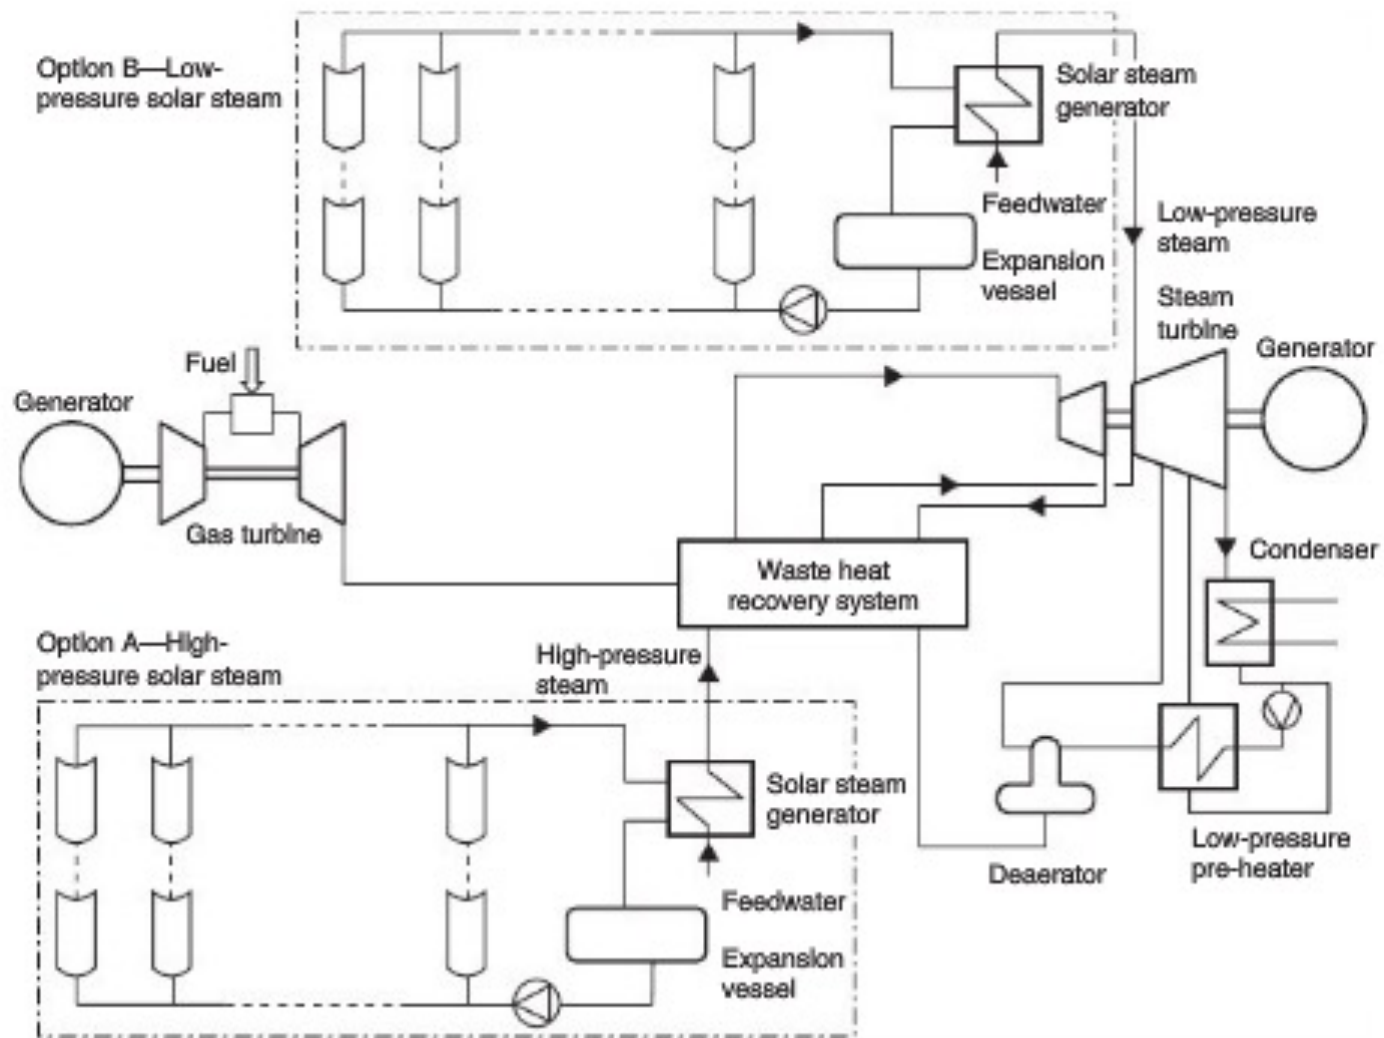 Option B—Low-
pressure solar steam
Solar steam
generator
Feedwater
Expansion
vessel
Low-pressure
steam
Steam
turbine
Generator
Fuel
Generator
Gas turbine
Waste heat
recovery system
Condenser
Option A—High-
pressure solar steam
High-pressure
steam
Solar steam
generator
Feedwater
Expansion
vessel
Deaerator
Low-pressure
pre-heater